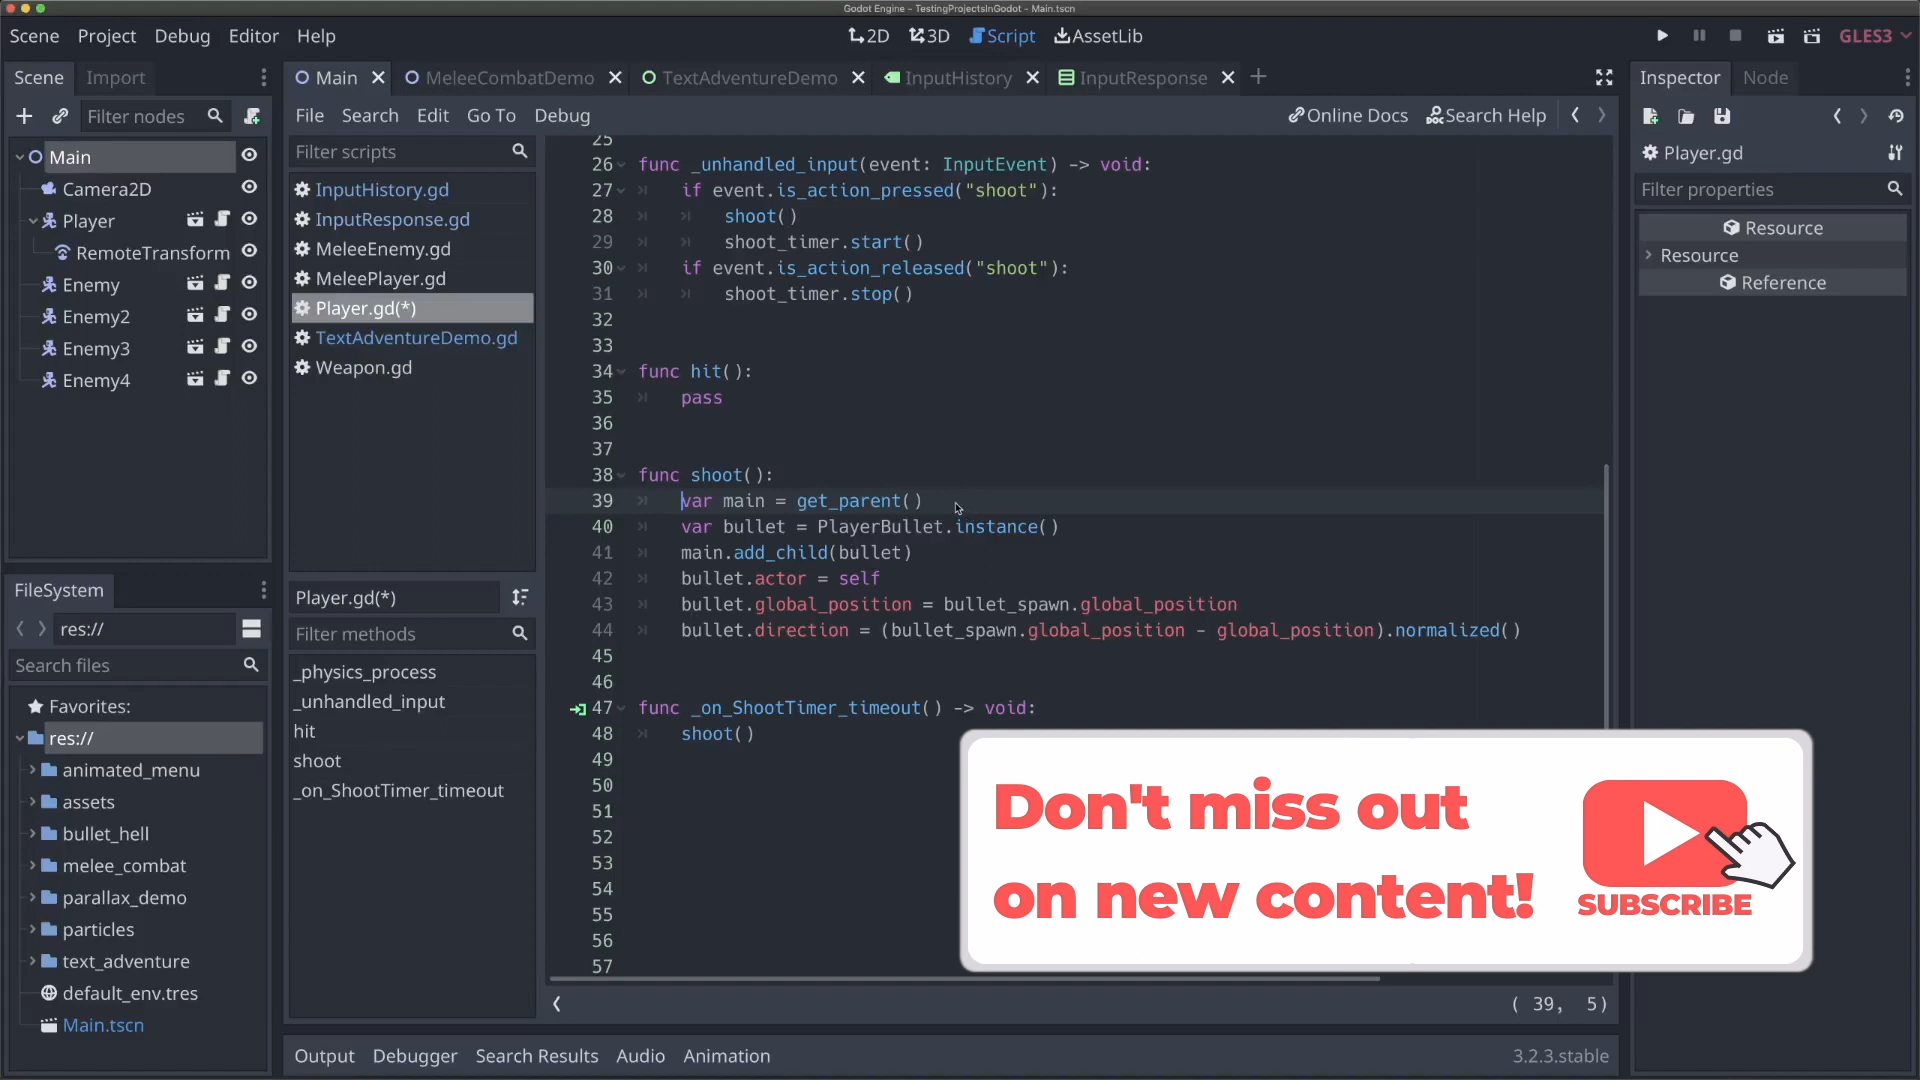 Godot Engine - TestingProjectsInGodot - Main.tscn
Scene Project Debug Editor Help
2D 3D Script AssetLib
GLES3
Scene Import
Main MeleeCombatDemo TextAdventureDemo InputHistory InputResponse
Inspector Node
Filter nodes
File Search Edit Go To Debug
Online Docs Search Help
Main
Camera2D
Player
RemoteTransform
Enemy
Enemy2
Enemy3
Enemy4
Filter scripts
InputHistory.gd
InputResponse.gd
MeleeEnemy.gd
MeleePlayer.gd
Player.gd(*)
TextAdventureDemo.gd
Weapon.gd
25
26 func _unhandled_input(event: InputEvent) -> void:
27 if event.is_action_pressed("shoot"):
28 shoot()
29 shoot_timer.start()
30 if event.is_action_released("shoot"):
31 shoot_timer.stop()
32
33
34 func hit():
35 pass
36
37
38 func shoot():
39 var main = get_parent()
40 var bullet = PlayerBullet.instance()
41 main.add_child(bullet)
42 bullet.actor = self
43 bullet.global_position = bullet_spawn.global_position
44 bullet.direction = (bullet_spawn.global_position - global_position).normalized()
45
46
47 func _on_ShootTimer_timeout() -> void:
48 shoot()
49
50
51
52
53
54
55
56
57
( 39, 5)
Player.gd
Filter properties
Resource
Resource
Reference
FileSystem
res://
Search files
Favorites:
res://
animated_menu
assets
bullet_hell
melee_combat
parallax_demo
particles
text_adventure
default_env.tres
Main.tscn
Player.gd(*)
Filter methods
_physics_process
_unhandled_input
hit
shoot
_on_ShootTimer_timeout
Don't miss out
on new content!
SUBSCRIBE
Output Debugger Search Results Audio Animation
3.2.3.stable